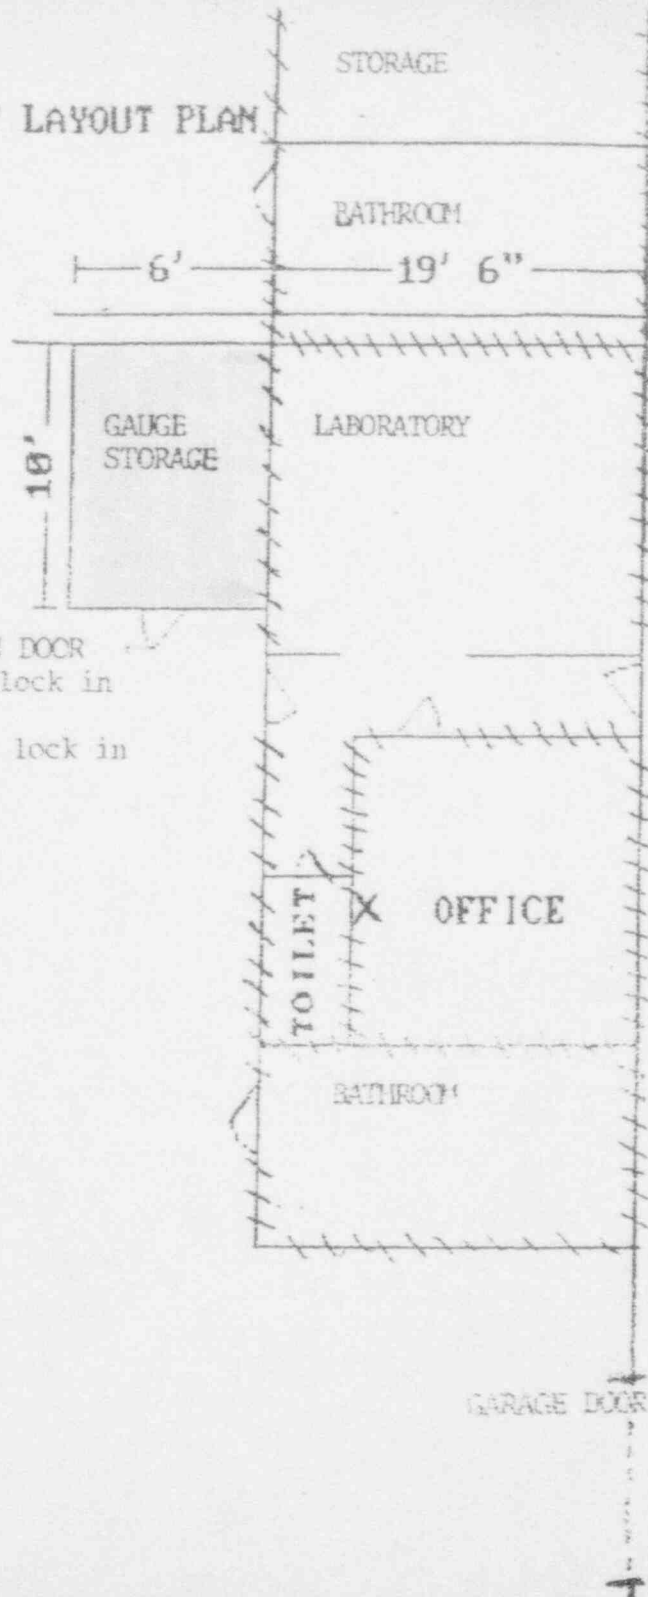 STORAGE
LAYOUT PLAN
BATHROOM
6'
19' 6"
10'
GAUGE
STORAGE
LABORATORY
DOOR
lock in
lock in
TOILET
X
OFFICE
BATHROOM
GARAGE DOOR